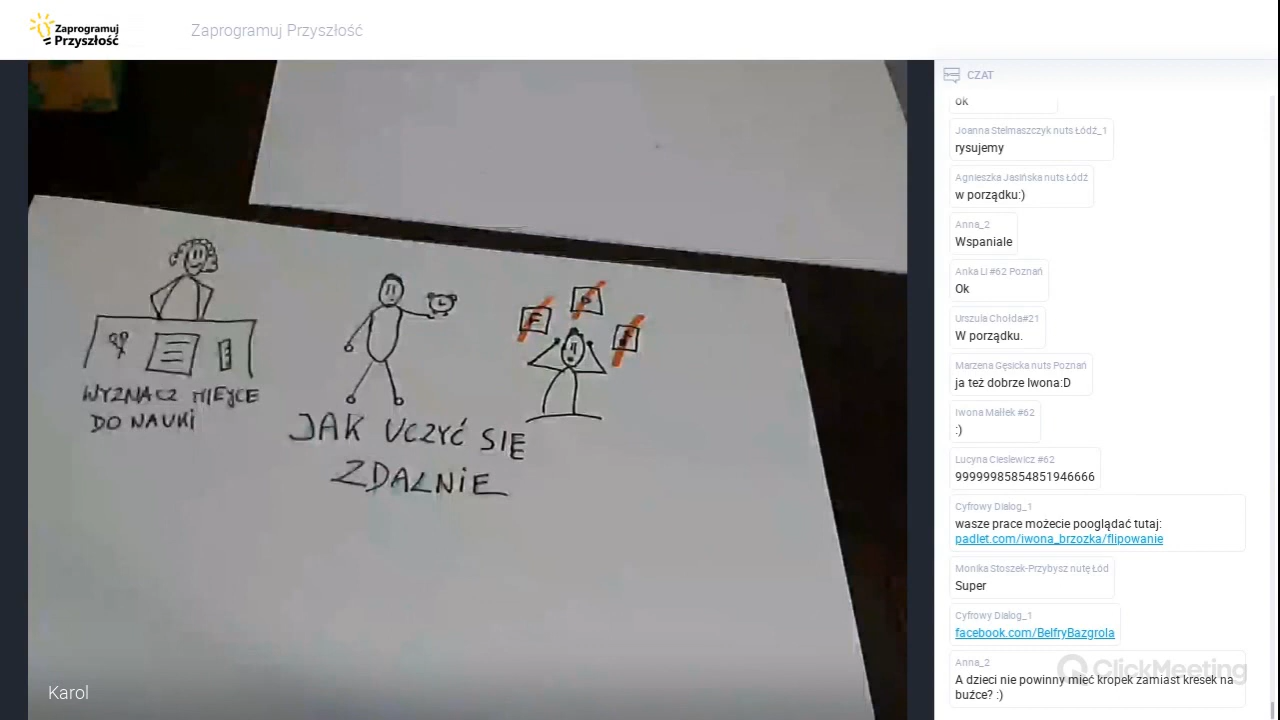 Zaprogramuj
Przyszłość
Zaprogramuj Przyszłość
F
WYZNACZ MIEJCE
DO NAUKI
JAK UCZYĆ SIĘ
ZDALNIE
Karol
CZAT
ok
Joanna Stelmaszczyk nuts Łódź_1
rysujemy
Agnieszka Jasińska nuts Łódź
w porządku:)
Anna_2
Wspaniale
Anka LI #62 Poznań
Ok
Urszula Chołda#21
W porządku.
Marzena Gęsicka nuts Poznań
ja też dobrze Iwona:D
Iwona Małłek #62
:)
Lucyna Cieslewicz #62
99999985854851946666
Cyfrowy Dialog_1
wasze prace możecie pooglądać tutaj:
padlet.com/iwona_brzozka/flipowanie
Monika Stoszek-Przybysz nutę Łód
Super
Cyfrowy Dialog_1
facebook.com/BelfryBazgrola
Anna_2
A dzieci nie powinny mieć kropek zamiast kresek na
buźce? :)
ClickMeeting